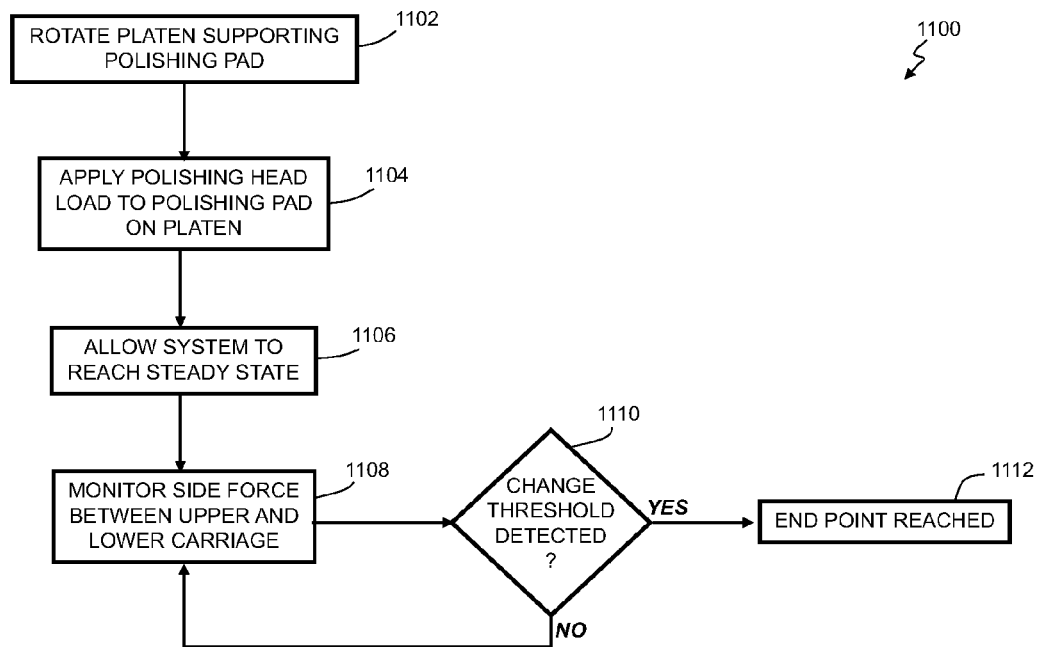 1102
ROTATE PLATEN SUPPORTING
POLISHING PAD
1100
1104
APPLY POLISHING HEAD
LOAD TO POLISHING PAD
ON PLATEN
1106
ALLOW SYSTEM TO
REACH STEADY STATE
1108
MONITOR SIDE FORCE
BETWEEN UPPER AND
LOWER CARRIAGE
1110
CHANGE
THRESHOLD
DETECTED
?
YES
NO
1112
END POINT REACHED